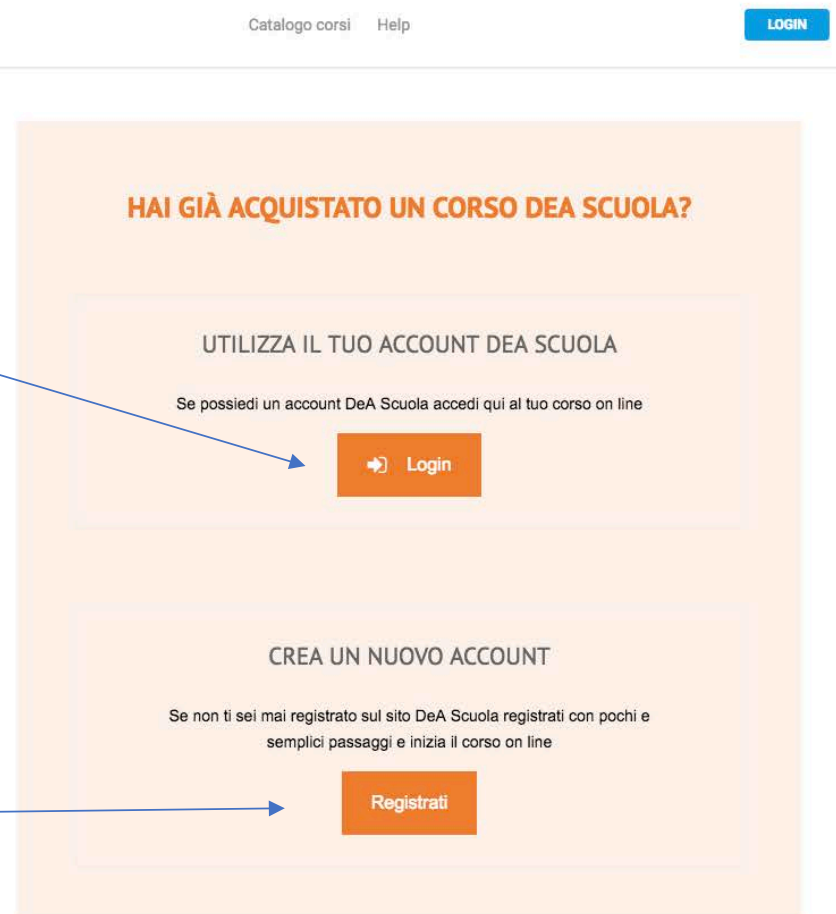 Catalogo corsi Help LOGIN
HAI GIÀ ACQUISTATO UN CORSO DEA SCUOLA?
UTILIZZA IL TUO ACCOUNT DEA SCUOLA
Se possiedi un account DeA Scuola accedi qui al tuo corso on line
Login
CREA UN NUOVO ACCOUNT
Se non ti sei mai registrato sul sito DeA Scuola registrati con pochi e
semplici passaggi e inizia il corso on line
Registrati